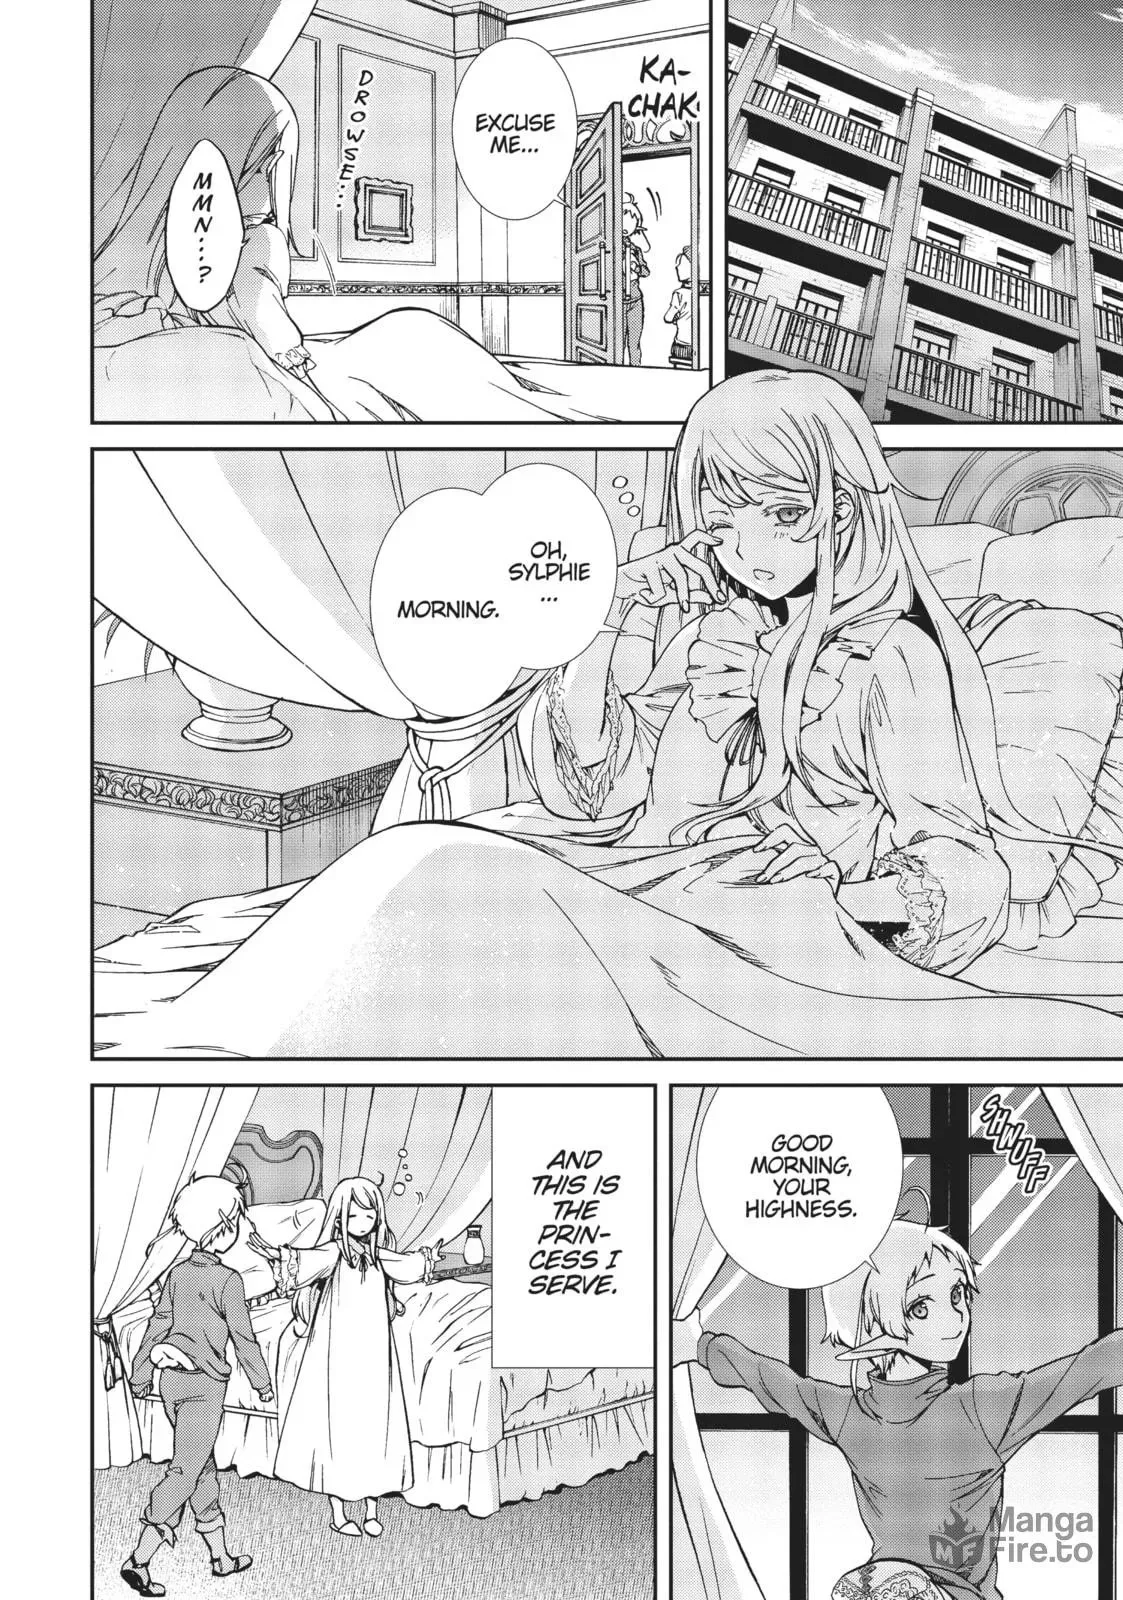 KA-
CHAK
EXCUSE
ME...
DROWSE...
MMN...?
OH,
SYLPHIE
...
MORNING.
SHWUFF
GOOD
MORNING,
YOUR
HIGHNESS.
AND
THIS IS
THE
PRIN-
CESS I
SERVE.
Manga
Fire.to
MF